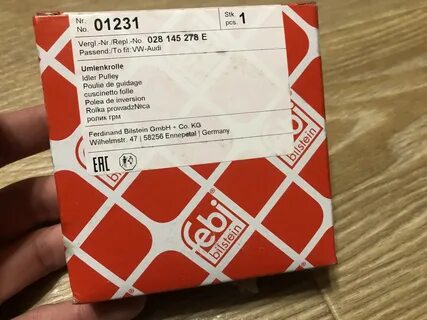 Nr. No. 01231 Stk. pcs. 1
Vergl.-Nr./Repl.-No 028 145 278 E
Passend./To fit: VW-Audi
Umlenkrolle
Idler Pulley
Poulie de guidage
cuscinetto folle
Polea de inversion
Rolka prowadzNica
ролик грм
Ferdinand Bilstein GmbH + Co. KG
Wilhelmstr. 47 | 58256 Ennepetal | Germany
EAC
febi
bilstein